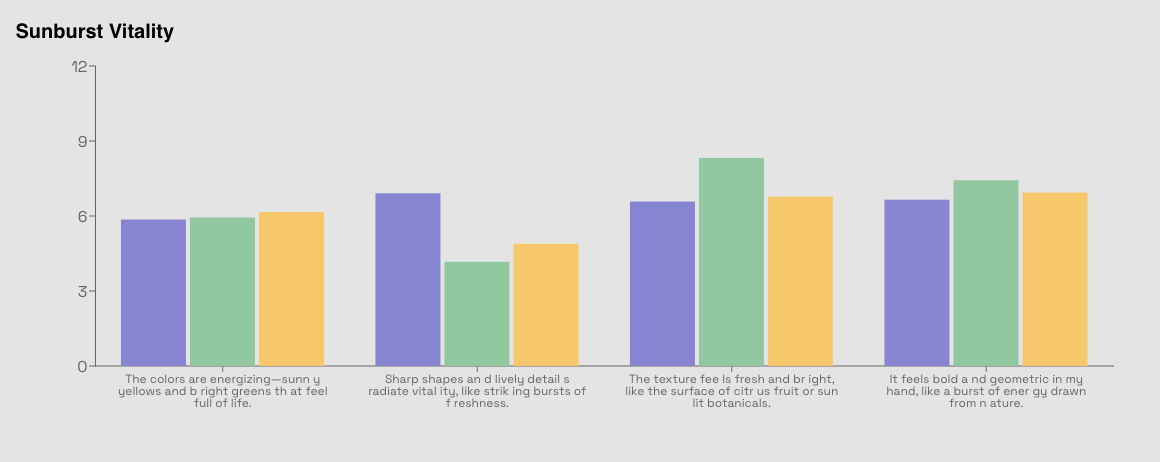 Sunburst Vitality
12
9
6
3
0
The colors are energizing—sunn y
yellows and b right greens th at feel
full of life.
Sharp shapes an d lively detail s
radiate vital ity, like strik ing bursts of
f reshness.
The texture fee ls fresh and br ight,
like the surface of citr us fruit or sun
lit botanicals.
It feels bold a nd geometric in my
hand, like a burst of ener gy drawn
from n ature.